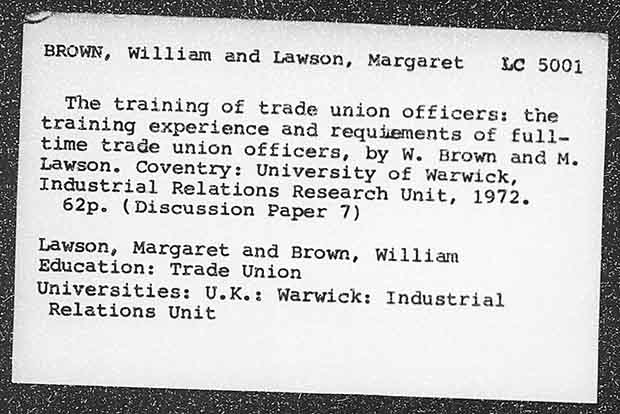 BROWN, William and Lawson, Margaret LC 5001
The training of trade union officers: the
training experience and requiements of full-
time trade union officers, by W. Brown and M.
Lawson. Coventry: University of Warwick,
Industrial Relations Research Unit, 1972.
62p. (Discussion Paper 7)
Lawson, Margaret and Brown, William
Education: Trade Union
Universities: U.K.: Warwick: Industrial
Relations Unit